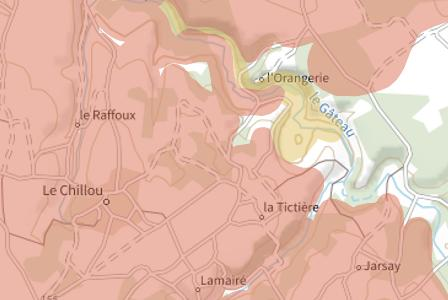 l'Orangerie
le Gâteau
le Raffoux
Le Chillou
la Tictière
Jarsay
Lamairé